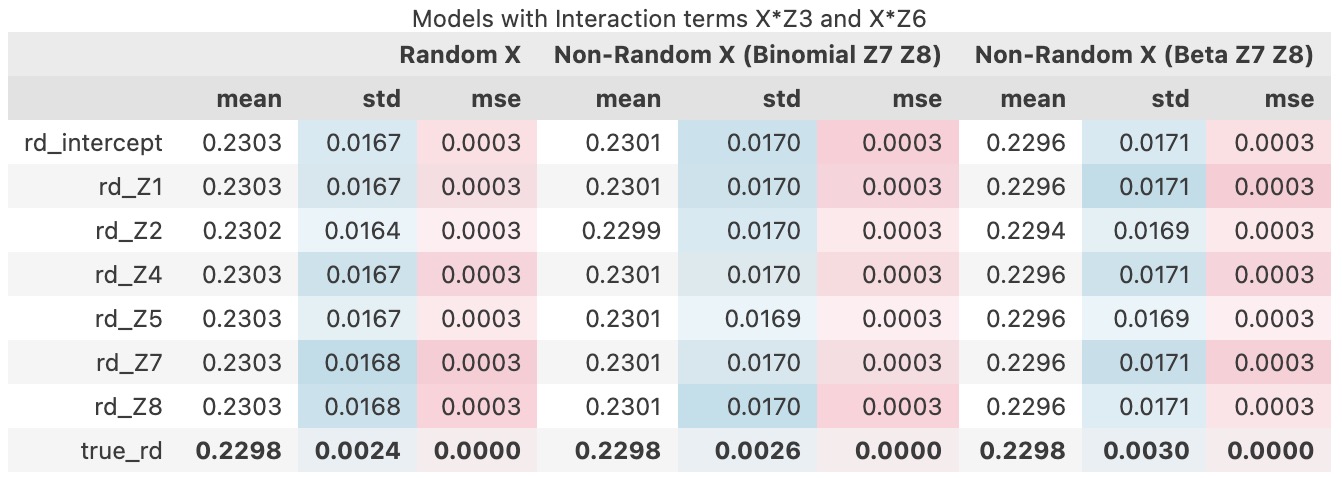 Models with Interaction terms X*Z3 and X*Z6
Random X Non-Random X (Binomial Z7 Z8) Non-Random X (Beta Z7 Z8)
mean std mse mean std mse mean std mse
rd_intercept 0.2303 0.0167 0.0003 0.2301 0.0170 0.0003 0.2296 0.0171 0.0003
rd_Z1 0.2303 0.0167 0.0003 0.2301 0.0170 0.0003 0.2296 0.0171 0.0003
rd_Z2 0.2302 0.0164 0.0003 0.2299 0.0170 0.0003 0.2294 0.0169 0.0003
rd_Z4 0.2303 0.0167 0.0003 0.2301 0.0170 0.0003 0.2296 0.0171 0.0003
rd_Z5 0.2303 0.0167 0.0003 0.2301 0.0169 0.0003 0.2296 0.0169 0.0003
rd_Z7 0.2303 0.0168 0.0003 0.2301 0.0170 0.0003 0.2296 0.0171 0.0003
rd_Z8 0.2303 0.0168 0.0003 0.2301 0.0170 0.0003 0.2296 0.0171 0.0003
true_rd 0.2298 0.0024 0.0000 0.2298 0.0026 0.0000 0.2298 0.0030 0.0000